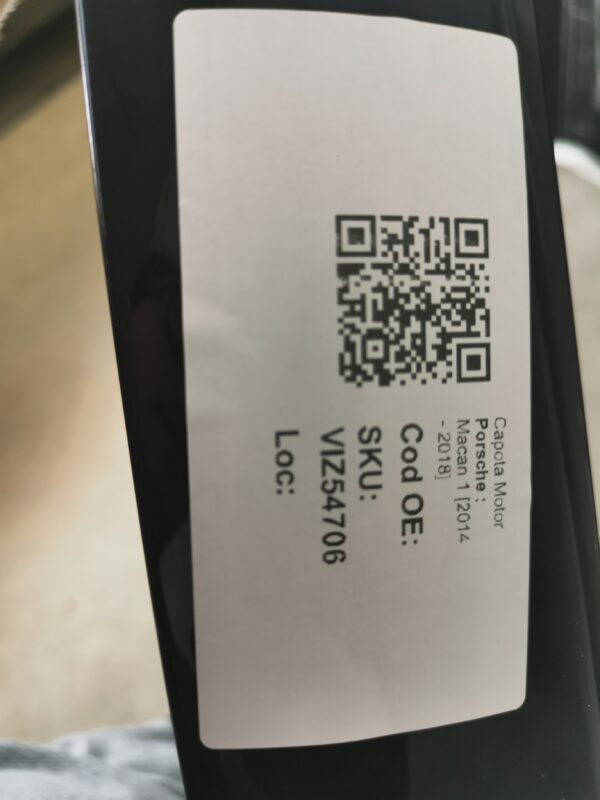 Capota Motor
Porsche :
Macan 1 [2014
- 2018]
Cod OE:
SKU:
VIZ54706
Loc: